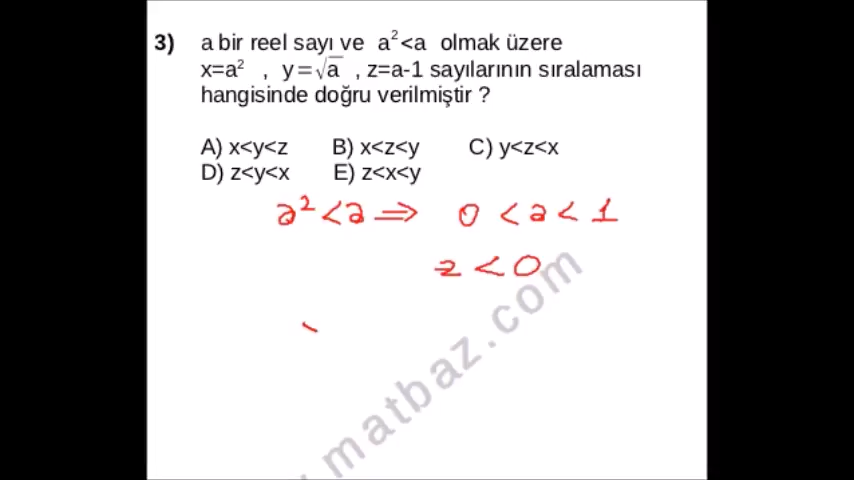 3) a bir reel sayı ve a²<a olmak üzere
x=a² , y=√a , z=a-1 sayılarının sıralaması
hangisinde doğru verilmiştir ?
A) x<y<z B) x<z<y C) y<z<x
D) z<y<x E) z<x<y
a² < a ⇒ 0 < a < 1
z < 0
.matbaz.com